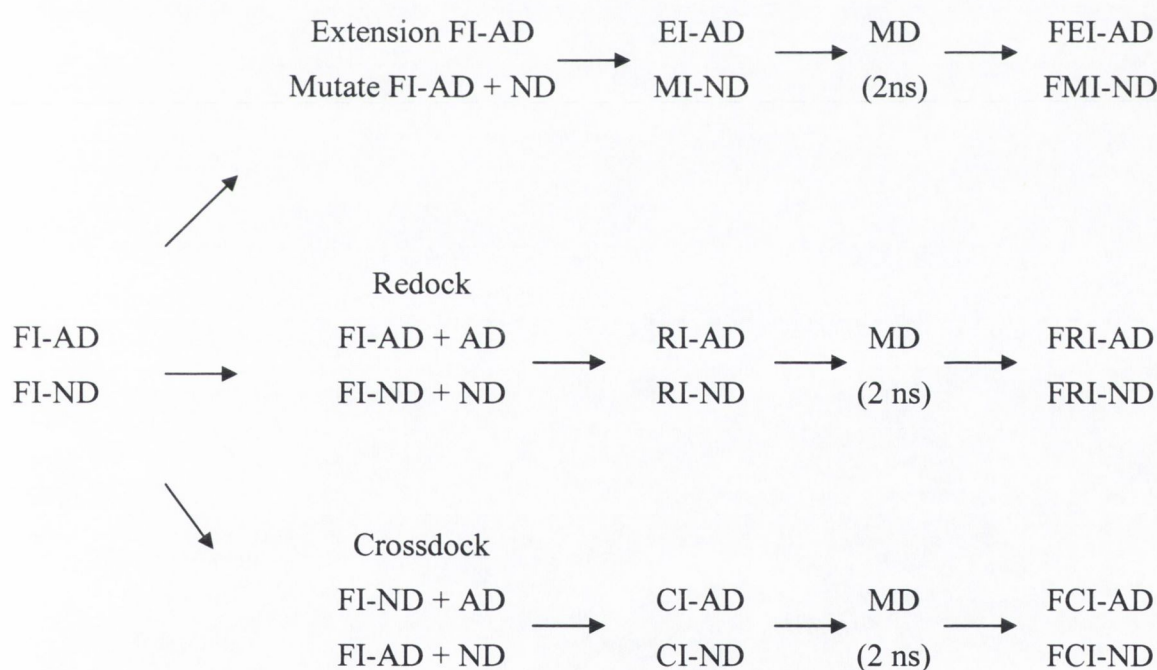 Extension FI-AD EI-AD MD FEI-AD
Mutate FI-AD + ND MI-ND (2ns) FMI-ND
Redock
FI-AD FI-AD + AD RI-AD MD FRI-AD
FI-ND FI-ND + ND RI-ND (2 ns) FRI-ND
Crossdock
FI-ND + AD CI-AD MD FCI-AD
FI-AD + ND CI-ND (2 ns) FCI-ND